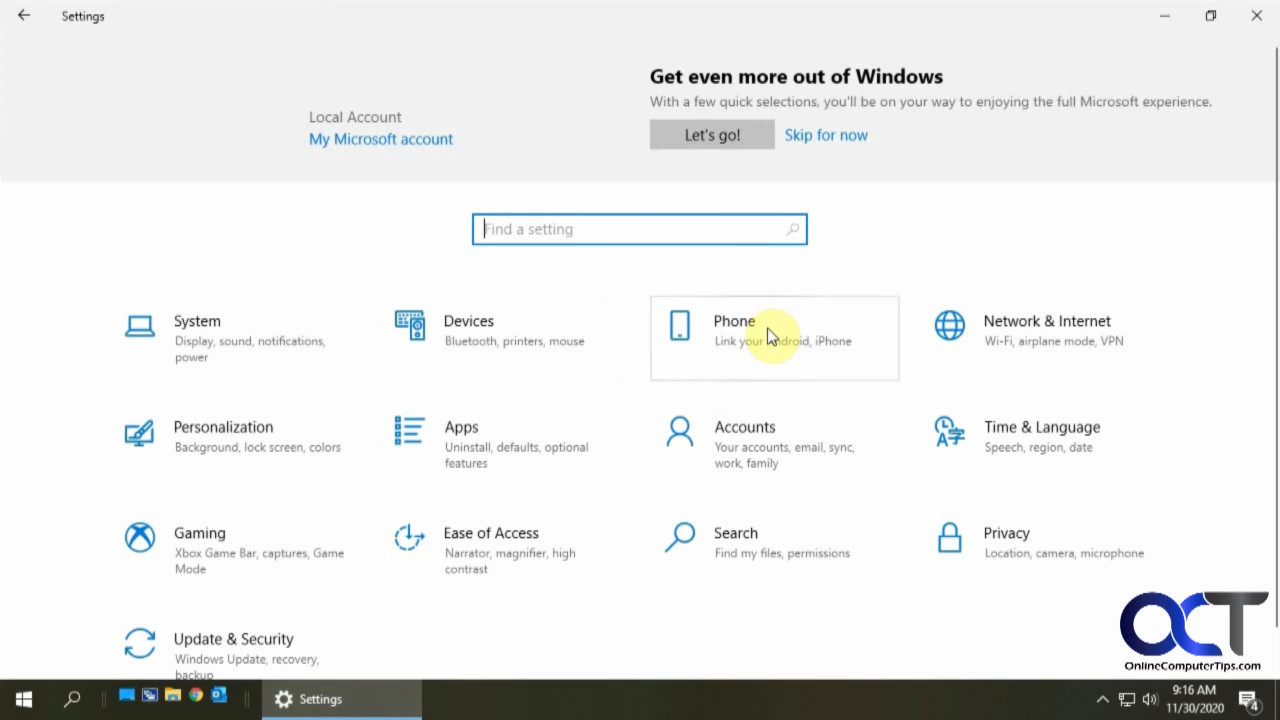 Settings
Get even more out of Windows
With a few quick selections, you'll be on your way to enjoying the full Microsoft experience.
Local Account
My Microsoft account
Let's go!
Skip for now
Find a setting
System
Display, sound, notifications,
power
Devices
Bluetooth, printers, mouse
Phone
Link your Android, iPhone
Network & Internet
Wi-Fi, airplane mode, VPN
Personalization
Background, lock screen, colors
Apps
Uninstall, defaults, optional
features
Accounts
Your accounts, email, sync,
work, family
Time & Language
Speech, region, date
Gaming
Xbox Game Bar, captures, Game
Mode
Ease of Access
Narrator, magnifier, high
contrast
Search
Find my files, permissions
Privacy
Location, camera, microphone
Update & Security
Windows Update, recovery,
backup
OCT
OnlineComputerTips.com
Settings
9:16 AM
11/30/2020
4